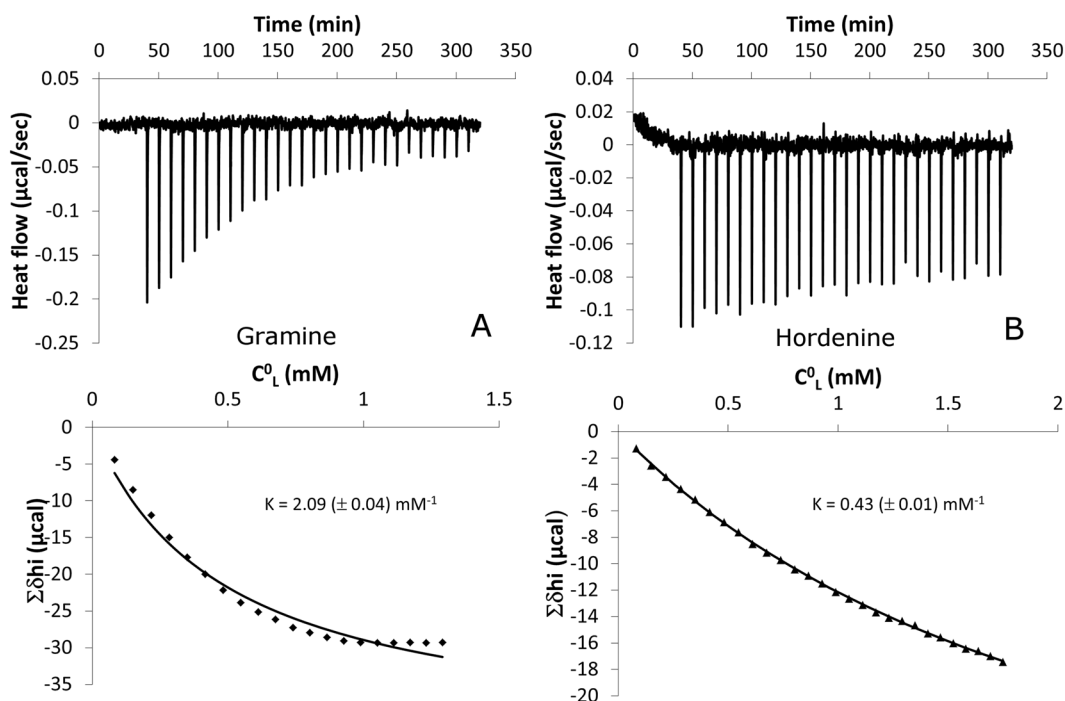 Time (min)
0 50 100 150 200 250 300 350
0.05
0
-0.05
-0.1
-0.15
-0.2
-0.25
Heat flow (µcal/sec)
Gramine
A
Time (min)
0 50 100 150 200 250 300 350
0.04
0.02
0
-0.02
-0.04
-0.06
-0.08
-0.1
-0.12
Heat flow (µcal/sec)
Hordenine
B
C⁰L (mM)
0 0.5 1 1.5
0
-5
-10
-15
-20
-25
-30
-35
Σδhi (µcal)
K = 2.09 (± 0.04) mM⁻¹
C⁰L (mM)
0 0.5 1 1.5 2
0
-2
-4
-6
-8
-10
-12
-14
-16
-18
-20
Σδhi (µcal)
K = 0.43 (± 0.01) mM⁻¹